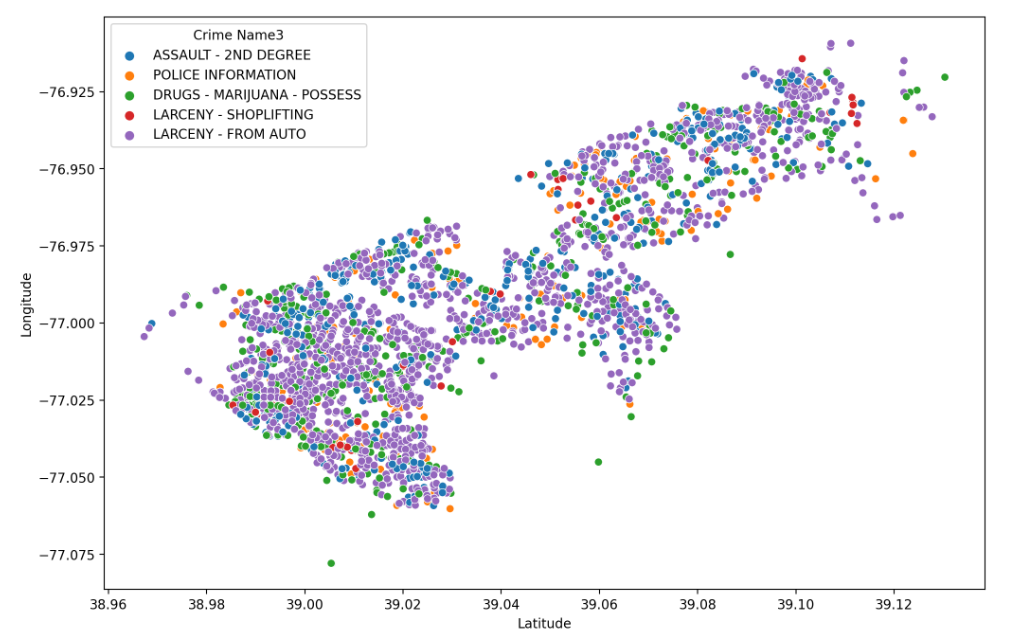 Crime Name3
ASSAULT - 2ND DEGREE
POLICE INFORMATION
DRUGS - MARIJUANA - POSSESS
LARCENY - SHOPLIFTING
LARCENY - FROM AUTO
−76.925
−76.950
−76.975
−77.000
−77.025
−77.050
−77.075
Longitude
38.96 38.98 39.00 39.02 39.04 39.06 39.08 39.10 39.12
Latitude